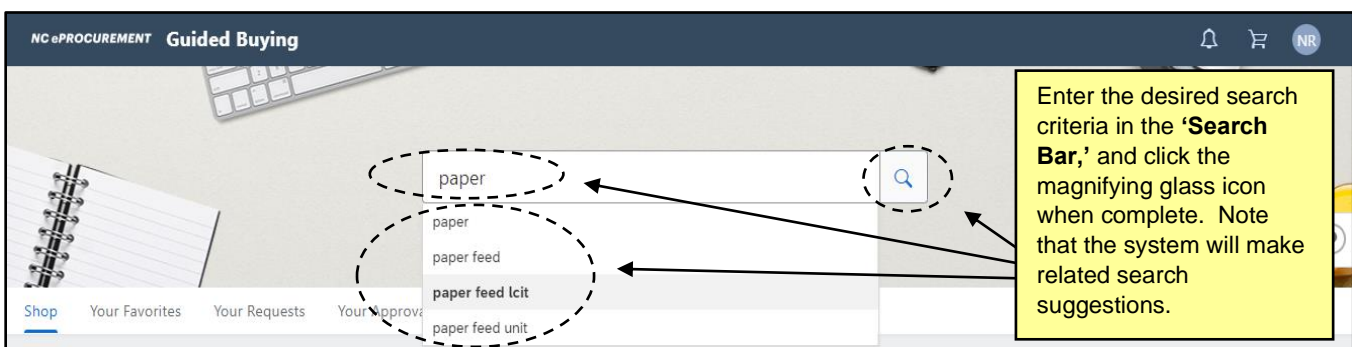 NC ePROCUREMENT Guided Buying
NR
Enter the desired search
criteria in the ‘Search
Bar,’ and click the
magnifying glass icon
when complete.  Note
that the system will make
related search
suggestions.
paper
paper
paper feed
paper feed lcit
paper feed unit
Shop Your Favorites Your Requests Your Approva